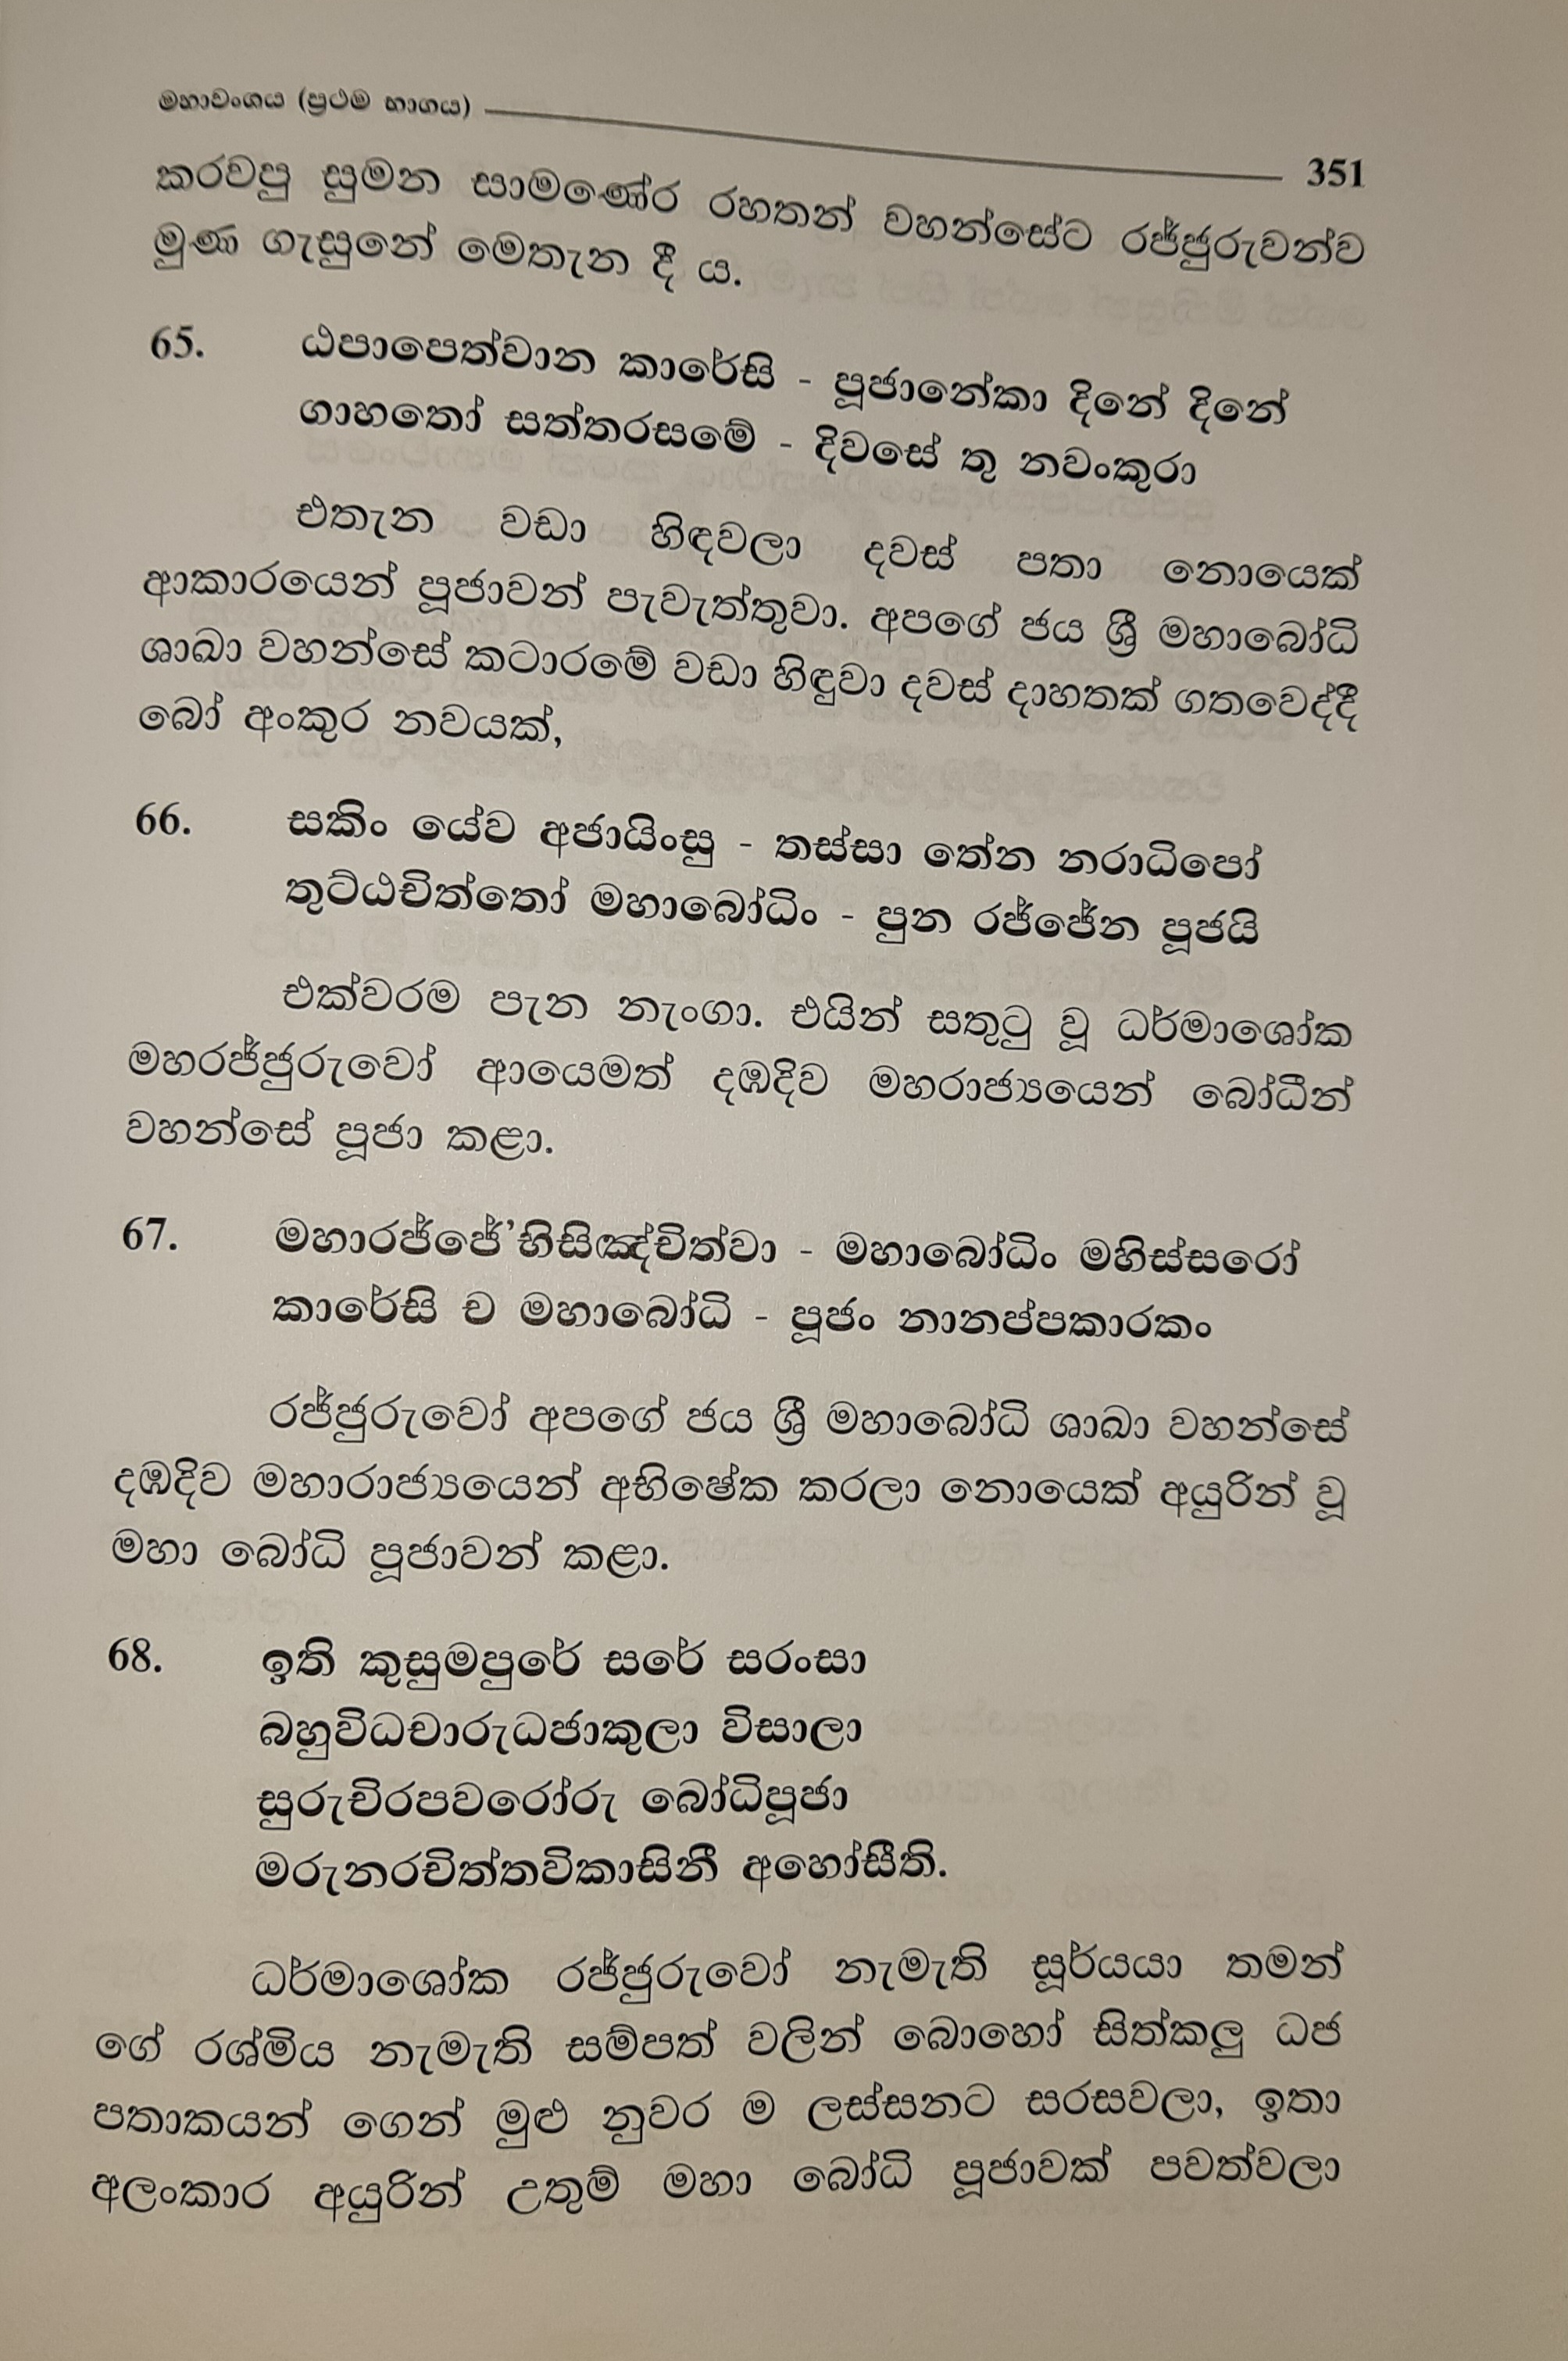 මහාවංශය (ප්‍රථම භාගය)
351
කරවපු සුමන සාමණේර රහතන් වහන්සේට රජ්ජුරුවන්ව
මුණ ගැසුනේ මෙතැන දී ය.
65. ඨපාපෙත්වාන කාරේසි - පූජානේකා දිනේ දිනේ
ගාහතෝ සත්තරසමේ - දිවසේ තු නවංකුරා
එතැන වඩා හිඳවලා දවස් පතා නොයෙක්
ආකාරයෙන් පූජාවන් පැවැත්තුවා. අපගේ ජය ශ්‍රී මහාබෝධි
ශාඛා වහන්සේ කටාරමේ වඩා හිඳුවා දවස් දාහතක් ගතවෙද්දී
බෝ අංකුර නවයක්,
66. සකිං යේව අජායිංසු - තස්සා තේන නරාධිපෝ
තුට්ඨචිත්තෝ මහාබෝධිං - පුන රජ්ජේන පූජයි
එක්වරම පැන නැංගා. එයින් සතුටු වූ ධර්මාශෝක
මහරජ්ජුරුවෝ ආයෙමත් දඹදිව මහරාජ්‍යයෙන් බෝධීන්
වහන්සේ පූජා කළා.
67. මහාරජ්ජේ’භිසිඤ්චිත්වා - මහාබෝධිං මහිස්සරෝ
කාරේසි ච මහාබෝධි - පූජං නානප්පකාරකං
රජ්ජුරුවෝ අපගේ ජය ශ්‍රී මහාබෝධි ශාඛා වහන්සේ
දඹදිව මහාරාජ්‍යයෙන් අභිෂේක කරලා නොයෙක් අයුරින් වූ
මහා බෝධි පූජාවන් කළා.
68. ඉති කුසුමපුරේ සරේ සරංසා
බහුවිධචාරුධජාකුලා විසාලා
සුරුචිරපවරෝරු බෝධිපූජා
මරුනරචිත්තවිකාසිනී අහෝසීති.
ධර්මාශෝක රජ්ජුරුවෝ නැමැති සූර්යයා තමන්
ගේ රශ්මිය නැමැති සම්පත් වලින් බොහෝ සිත්කලු ධජ
පතාකයන් ගෙන් මුළු නුවර ම ලස්සනට සරසවලා, ඉතා
අලංකාර අයුරින් උතුම් මහා බෝධි පූජාවක් පවත්වලා